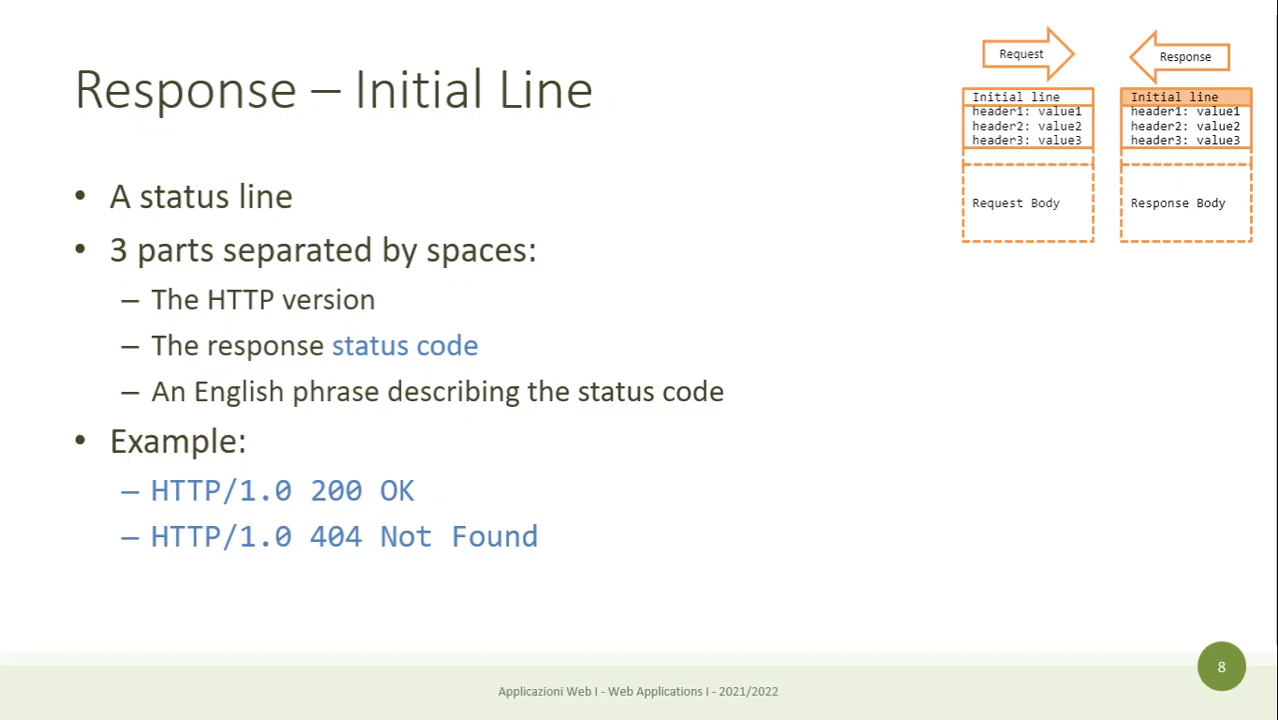 Response – Initial Line
• A status line
• 3 parts separated by spaces:
– The HTTP version
– The response status code
– An English phrase describing the status code
• Example:
– HTTP/1.0 200 OK
– HTTP/1.0 404 Not Found
Request
Initial line
header1: value1
header2: value2
header3: value3
Request Body
Response
Initial line
header1: value1
header2: value2
header3: value3
Response Body
Applicazioni Web I - Web Applications I - 2021/2022
8